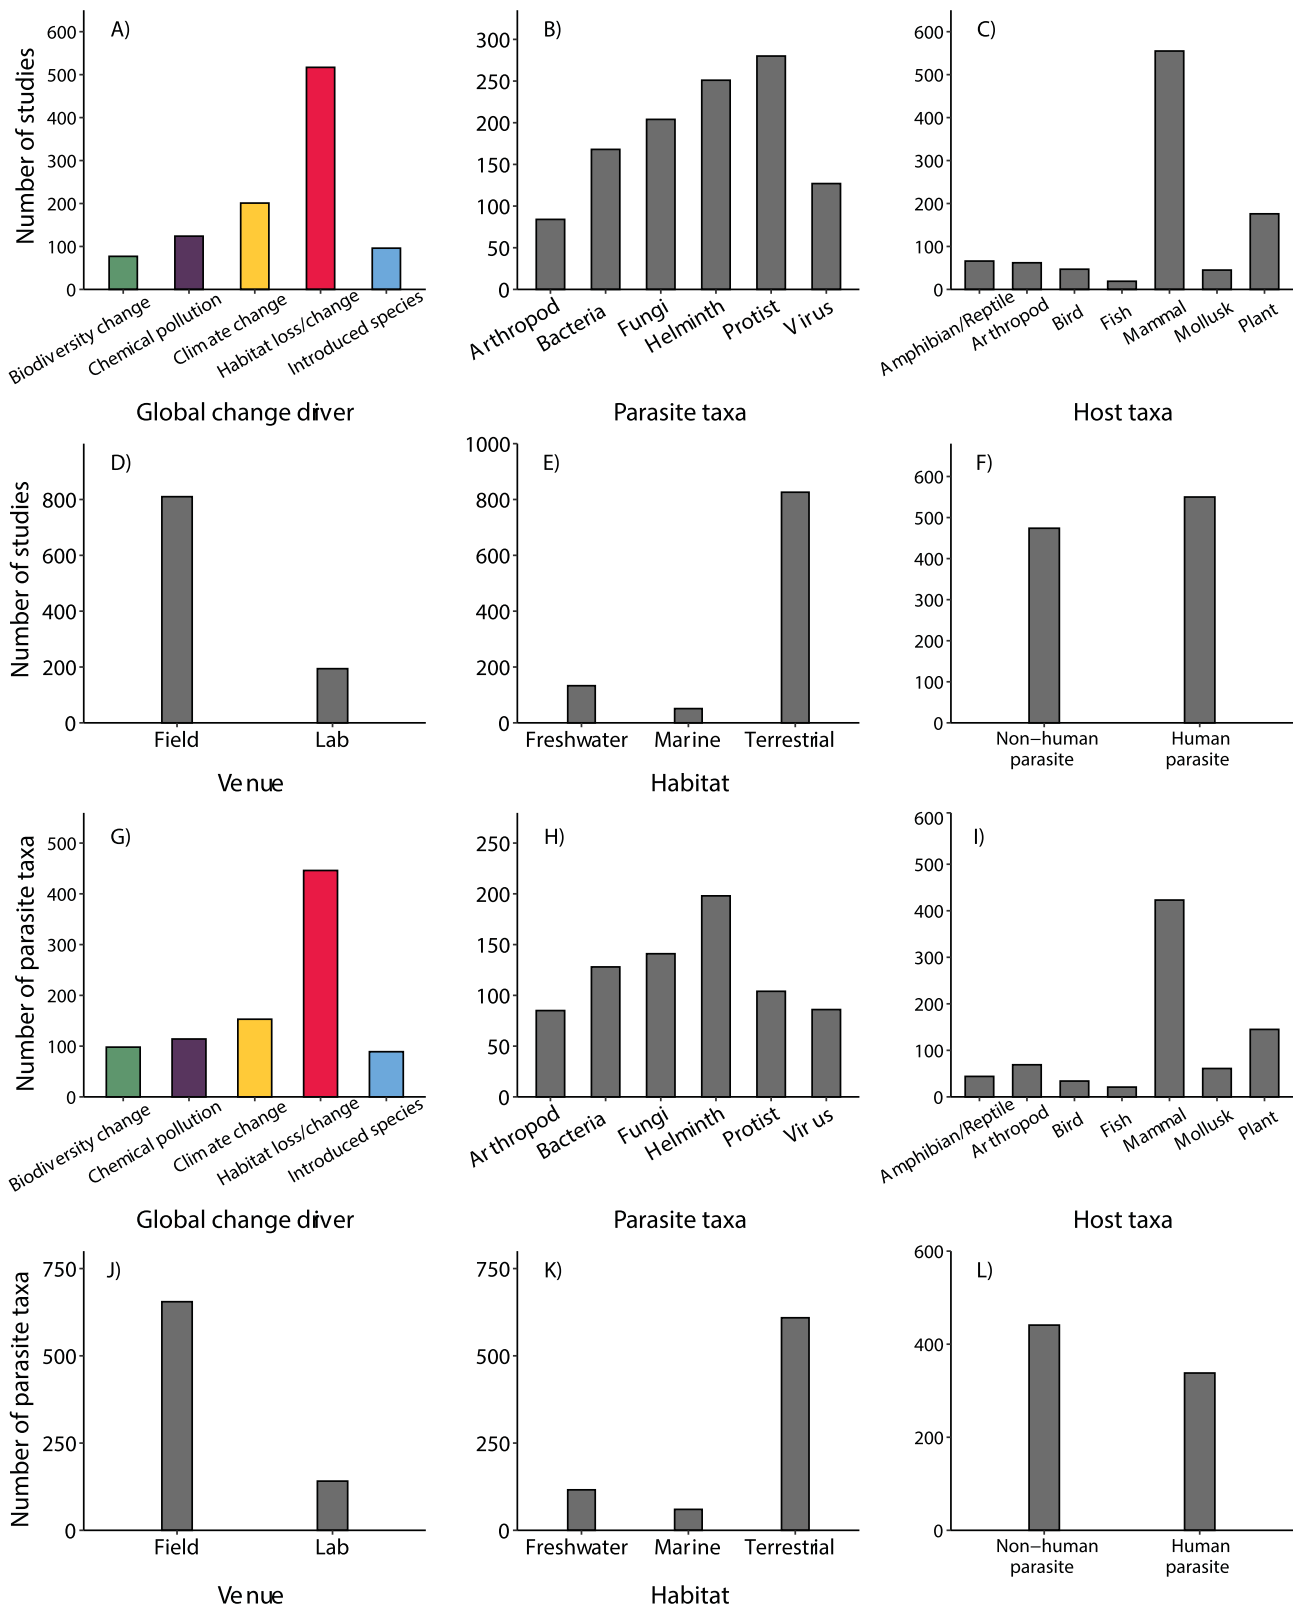 A)
Number of studies
600
500
400
300
200
100
0
Biodiversity change
Chemical pollution
Climate change
Habitat loss/change
Introduced species
Global change driver
B)
300
250
200
150
100
50
0
Arthropod
Bacteria
Fungi
Helminth
Protist
Virus
Parasite taxa
C)
600
500
400
300
200
100
0
Amphibian/Reptile
Arthropod
Bird
Fish
Mammal
Mollusk
Plant
Host taxa
D)
Number of studies
800
600
400
200
0
Field
Lab
Venue
E)
1000
800
600
400
200
0
Freshwater
Marine
Terrestrial
Habitat
F)
600
500
400
300
200
100
0
Non−human
parasite
Human
parasite
G)
Number of parasite taxa
500
400
300
200
100
0
Biodiversity change
Chemical pollution
Climate change
Habitat loss/change
Introduced species
Global change driver
H)
250
200
150
100
50
0
Arthropod
Bacteria
Fungi
Helminth
Protist
Virus
Parasite taxa
I)
600
500
400
300
200
100
0
Amphibian/Reptile
Arthropod
Bird
Fish
Mammal
Mollusk
Plant
Host taxa
J)
Number of parasite taxa
750
500
250
0
Field
Lab
Venue
K)
750
500
250
0
Freshwater
Marine
Terrestrial
Habitat
L)
600
400
200
0
Non−human
parasite
Human
parasite